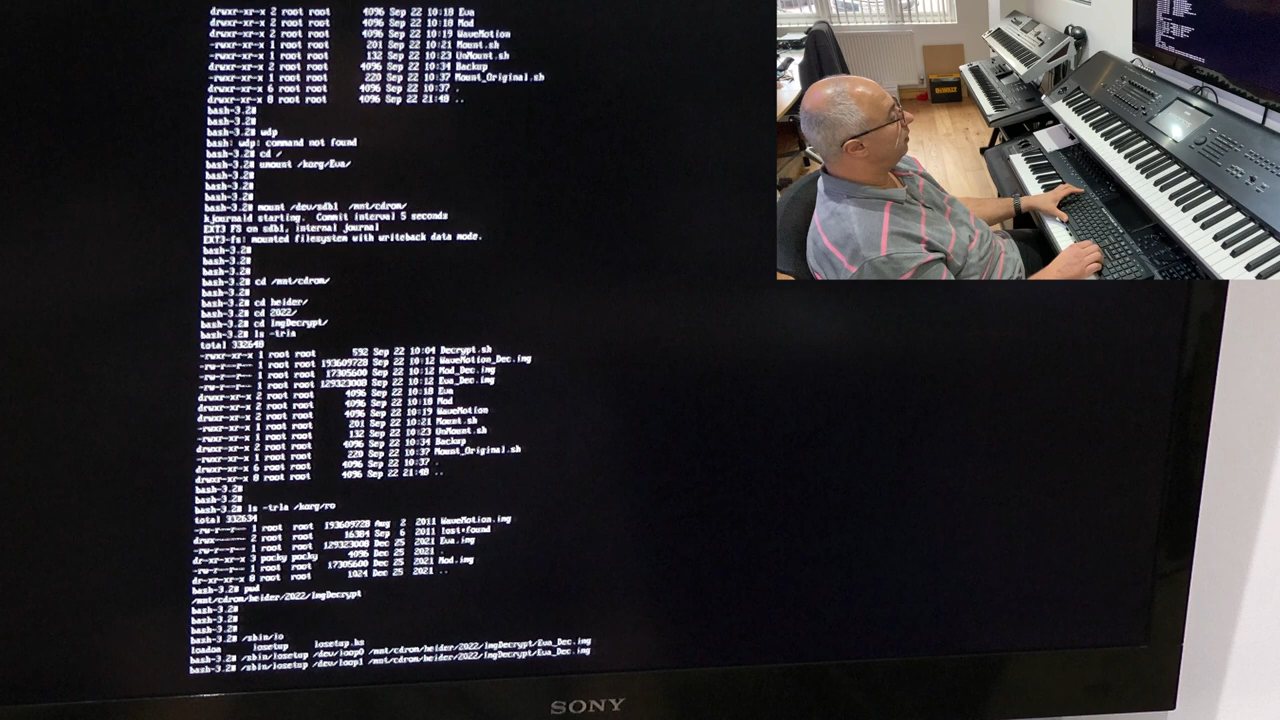 drwxr-xr-x 2 root root 4096 Sep 22 10:18 Eva
drwxr-xr-x 2 root root 4096 Sep 22 10:18 Mod
drwxr-xr-x 2 root root 4096 Sep 22 10:19 WaveMotion
-rwxr-xr-x 1 root root 201 Sep 22 10:21 Mount.sh
-rwxr-xr-x 1 root root 132 Sep 22 10:23 UnMount.sh
drwxr-xr-x 2 root root 4096 Sep 22 10:34 Backup
-rwxr-xr-x 1 root root 220 Sep 22 10:37 Mount_Original.sh
drwxr-xr-x 6 root root 4096 Sep 22 10:37 .
drwxr-xr-x 8 root root 4096 Sep 22 21:48 ..
bash-3.2#
bash-3.2#
bash-3.2# wdp
bash: wdp: command not found
bash-3.2# cd /
bash-3.2# umount /korg/Eva/
bash-3.2#
bash-3.2#
bash-3.2#
bash-3.2# mount /dev/sdb1 /mnt/cdrom/
kjournald starting. Commit interval 5 seconds
EXT3 FS on sdb1, internal journal
EXT3-fs: mounted filesystem with writeback data mode.
bash-3.2#
bash-3.2#
bash-3.2#
bash-3.2# cd /mnt/cdrom/
bash-3.2#
bash-3.2# cd heider/
bash-3.2# cd 2022/
bash-3.2# cd ImgDecrypt/
bash-3.2# ls -trla
total 332648
-rwxr-xr-x 1 root root 592 Sep 22 10:04 Decrypt.sh
-rw-r--r-- 1 root root 193609728 Sep 22 10:12 WaveMotion_Dec.img
-rw-r--r-- 1 root root 17305600 Sep 22 10:12 Mod_Dec.img
-rw-r--r-- 1 root root 129323008 Sep 22 10:12 Eva_Dec.img
drwxr-xr-x 2 root root 4096 Sep 22 10:18 Eva
drwxr-xr-x 2 root root 4096 Sep 22 10:18 Mod
drwxr-xr-x 2 root root 4096 Sep 22 10:19 WaveMotion
-rwxr-xr-x 1 root root 201 Sep 22 10:21 Mount.sh
-rwxr-xr-x 1 root root 132 Sep 22 10:23 UnMount.sh
drwxr-xr-x 2 root root 4096 Sep 22 10:34 Backup
-rwxr-xr-x 1 root root 220 Sep 22 10:37 Mount_Original.sh
drwxr-xr-x 6 root root 4096 Sep 22 10:37 .
drwxr-xr-x 8 root root 4096 Sep 22 21:48 ..
bash-3.2#
bash-3.2#
bash-3.2# ls -trla /korg/ro
total 332634
-rw-r--r-- 1 root root 193609728 Aug 2 2011 WaveMotion.img
drwx------ 2 root root 16384 Sep 6 2011 lost+found
-rw-r--r-- 1 root root 129323008 Dec 25 2021 Eva.img
dr-xr-xr-x 3 pocky pocky 4096 Dec 25 2021 .
-rw-r--r-- 1 root root 17305600 Dec 25 2021 Mod.img
dr-xr-xr-x 8 root root 1024 Dec 25 2021 ..
bash-3.2# pwd
/mnt/cdrom/heider/2022/ImgDecrypt
bash-3.2#
bash-3.2#
bash-3.2#
bash-3.2# /sbin/lo
loadoa losetup losetup.ks
bash-3.2# /sbin/losetup /dev/loop0 /mnt/cdrom/heider/2022/ImgDecrypt/Eva_Dec.img
bash-3.2# /sbin/losetup /dev/loop1 /mnt/cdrom/heider/2022/ImgDecrypt/Eva_Dec.img
SONY
DEWALT